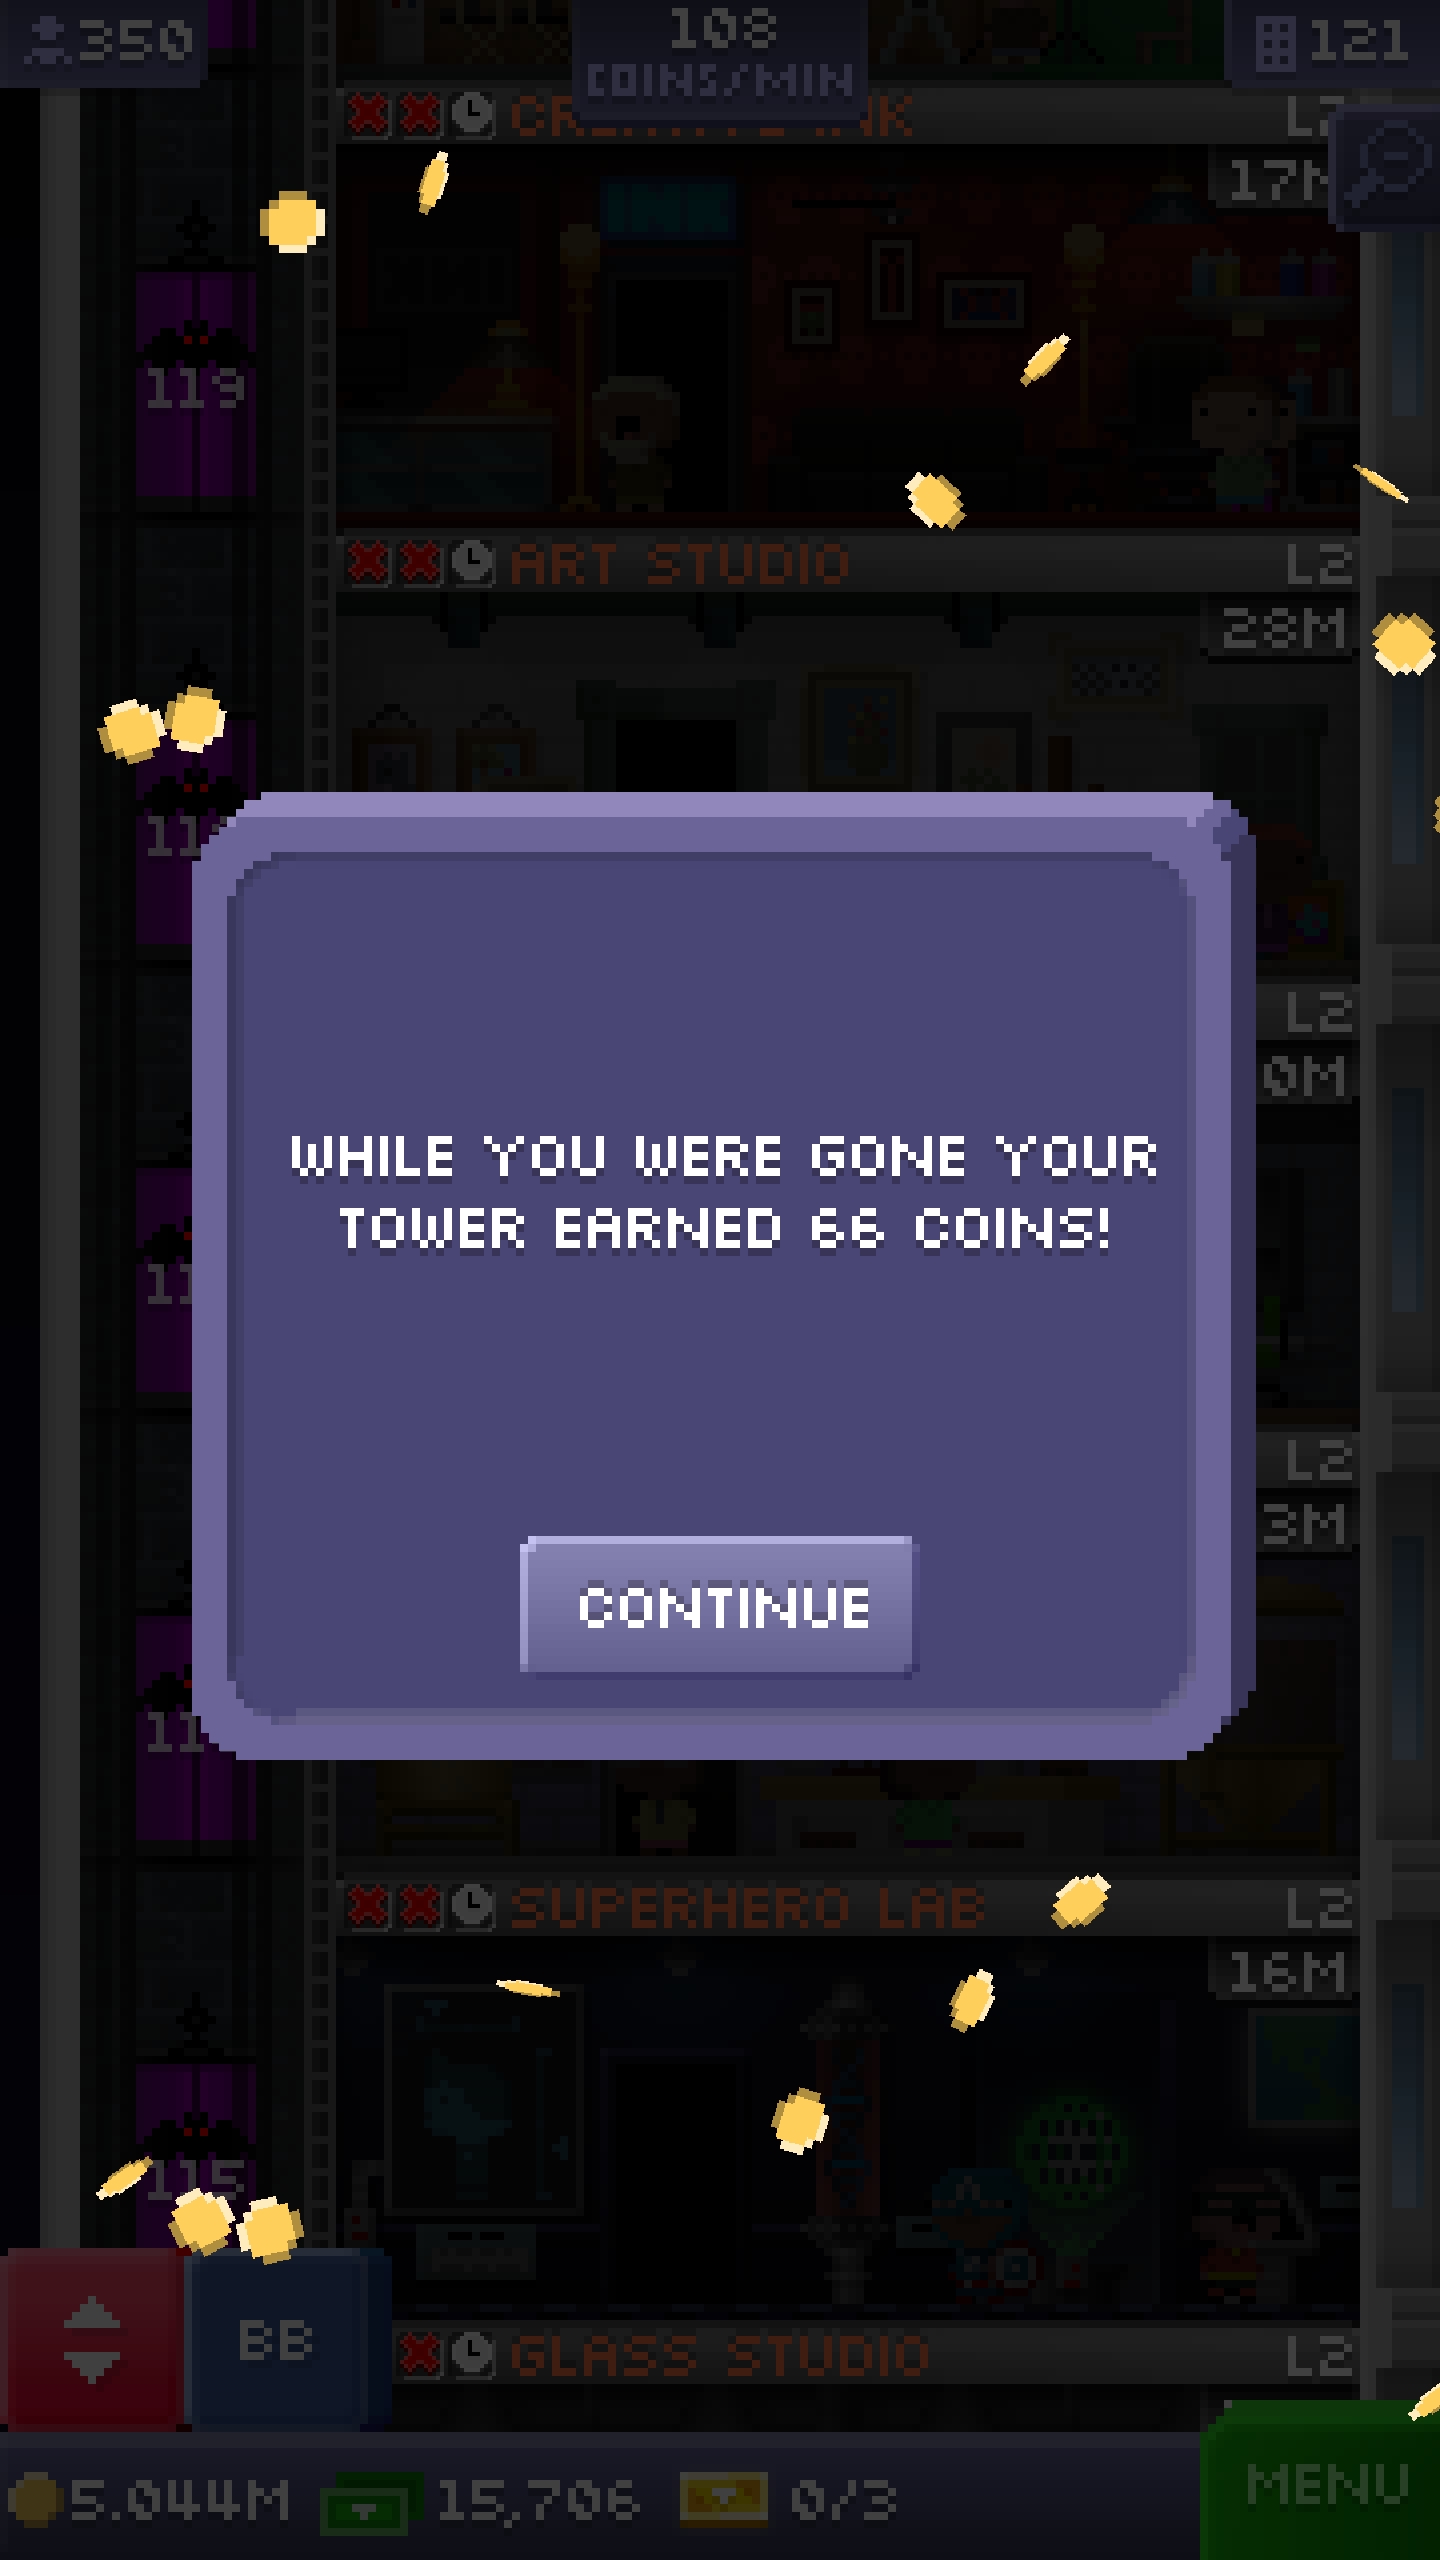 350
108
COINS/MIN
121
L2
17M
INK
119
ART STUDIO
L2
28M
L2
0M
L2
3M
WHILE YOU WERE GONE YOUR
TOWER EARNED 66 COINS!
CONTINUE
SUPERHERO LAB
L2
16M
115
BB
GLASS STUDIO
L2
5.044M
15,706
0/3
MENU